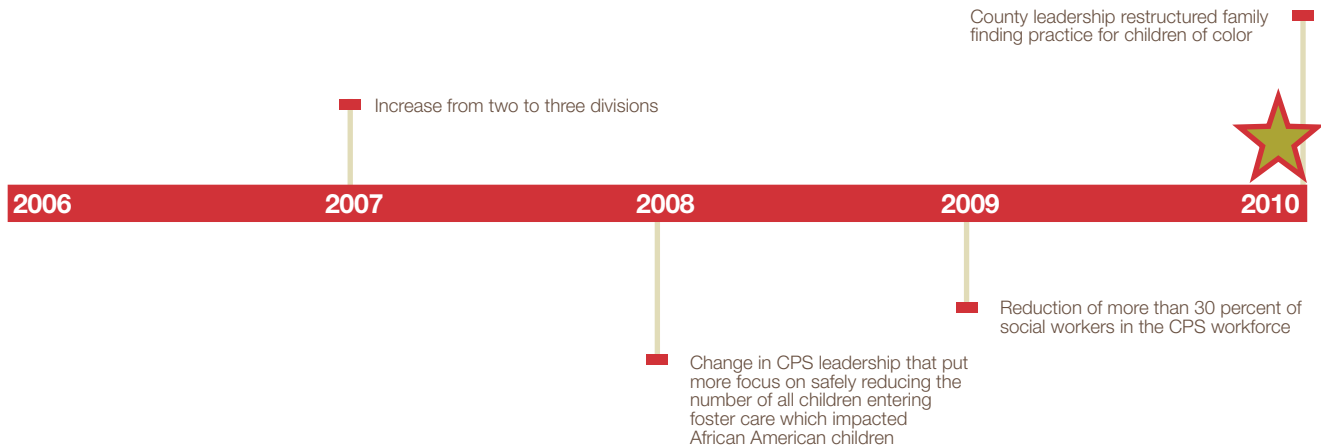 County leadership restructured family
finding practice for children of color
Increase from two to three divisions
2006 2007 2008 2009 2010
Reduction of more than 30 percent of
social workers in the CPS workforce
Change in CPS leadership that put
more focus on safely reducing the
number of all children entering
foster care which impacted
African American children